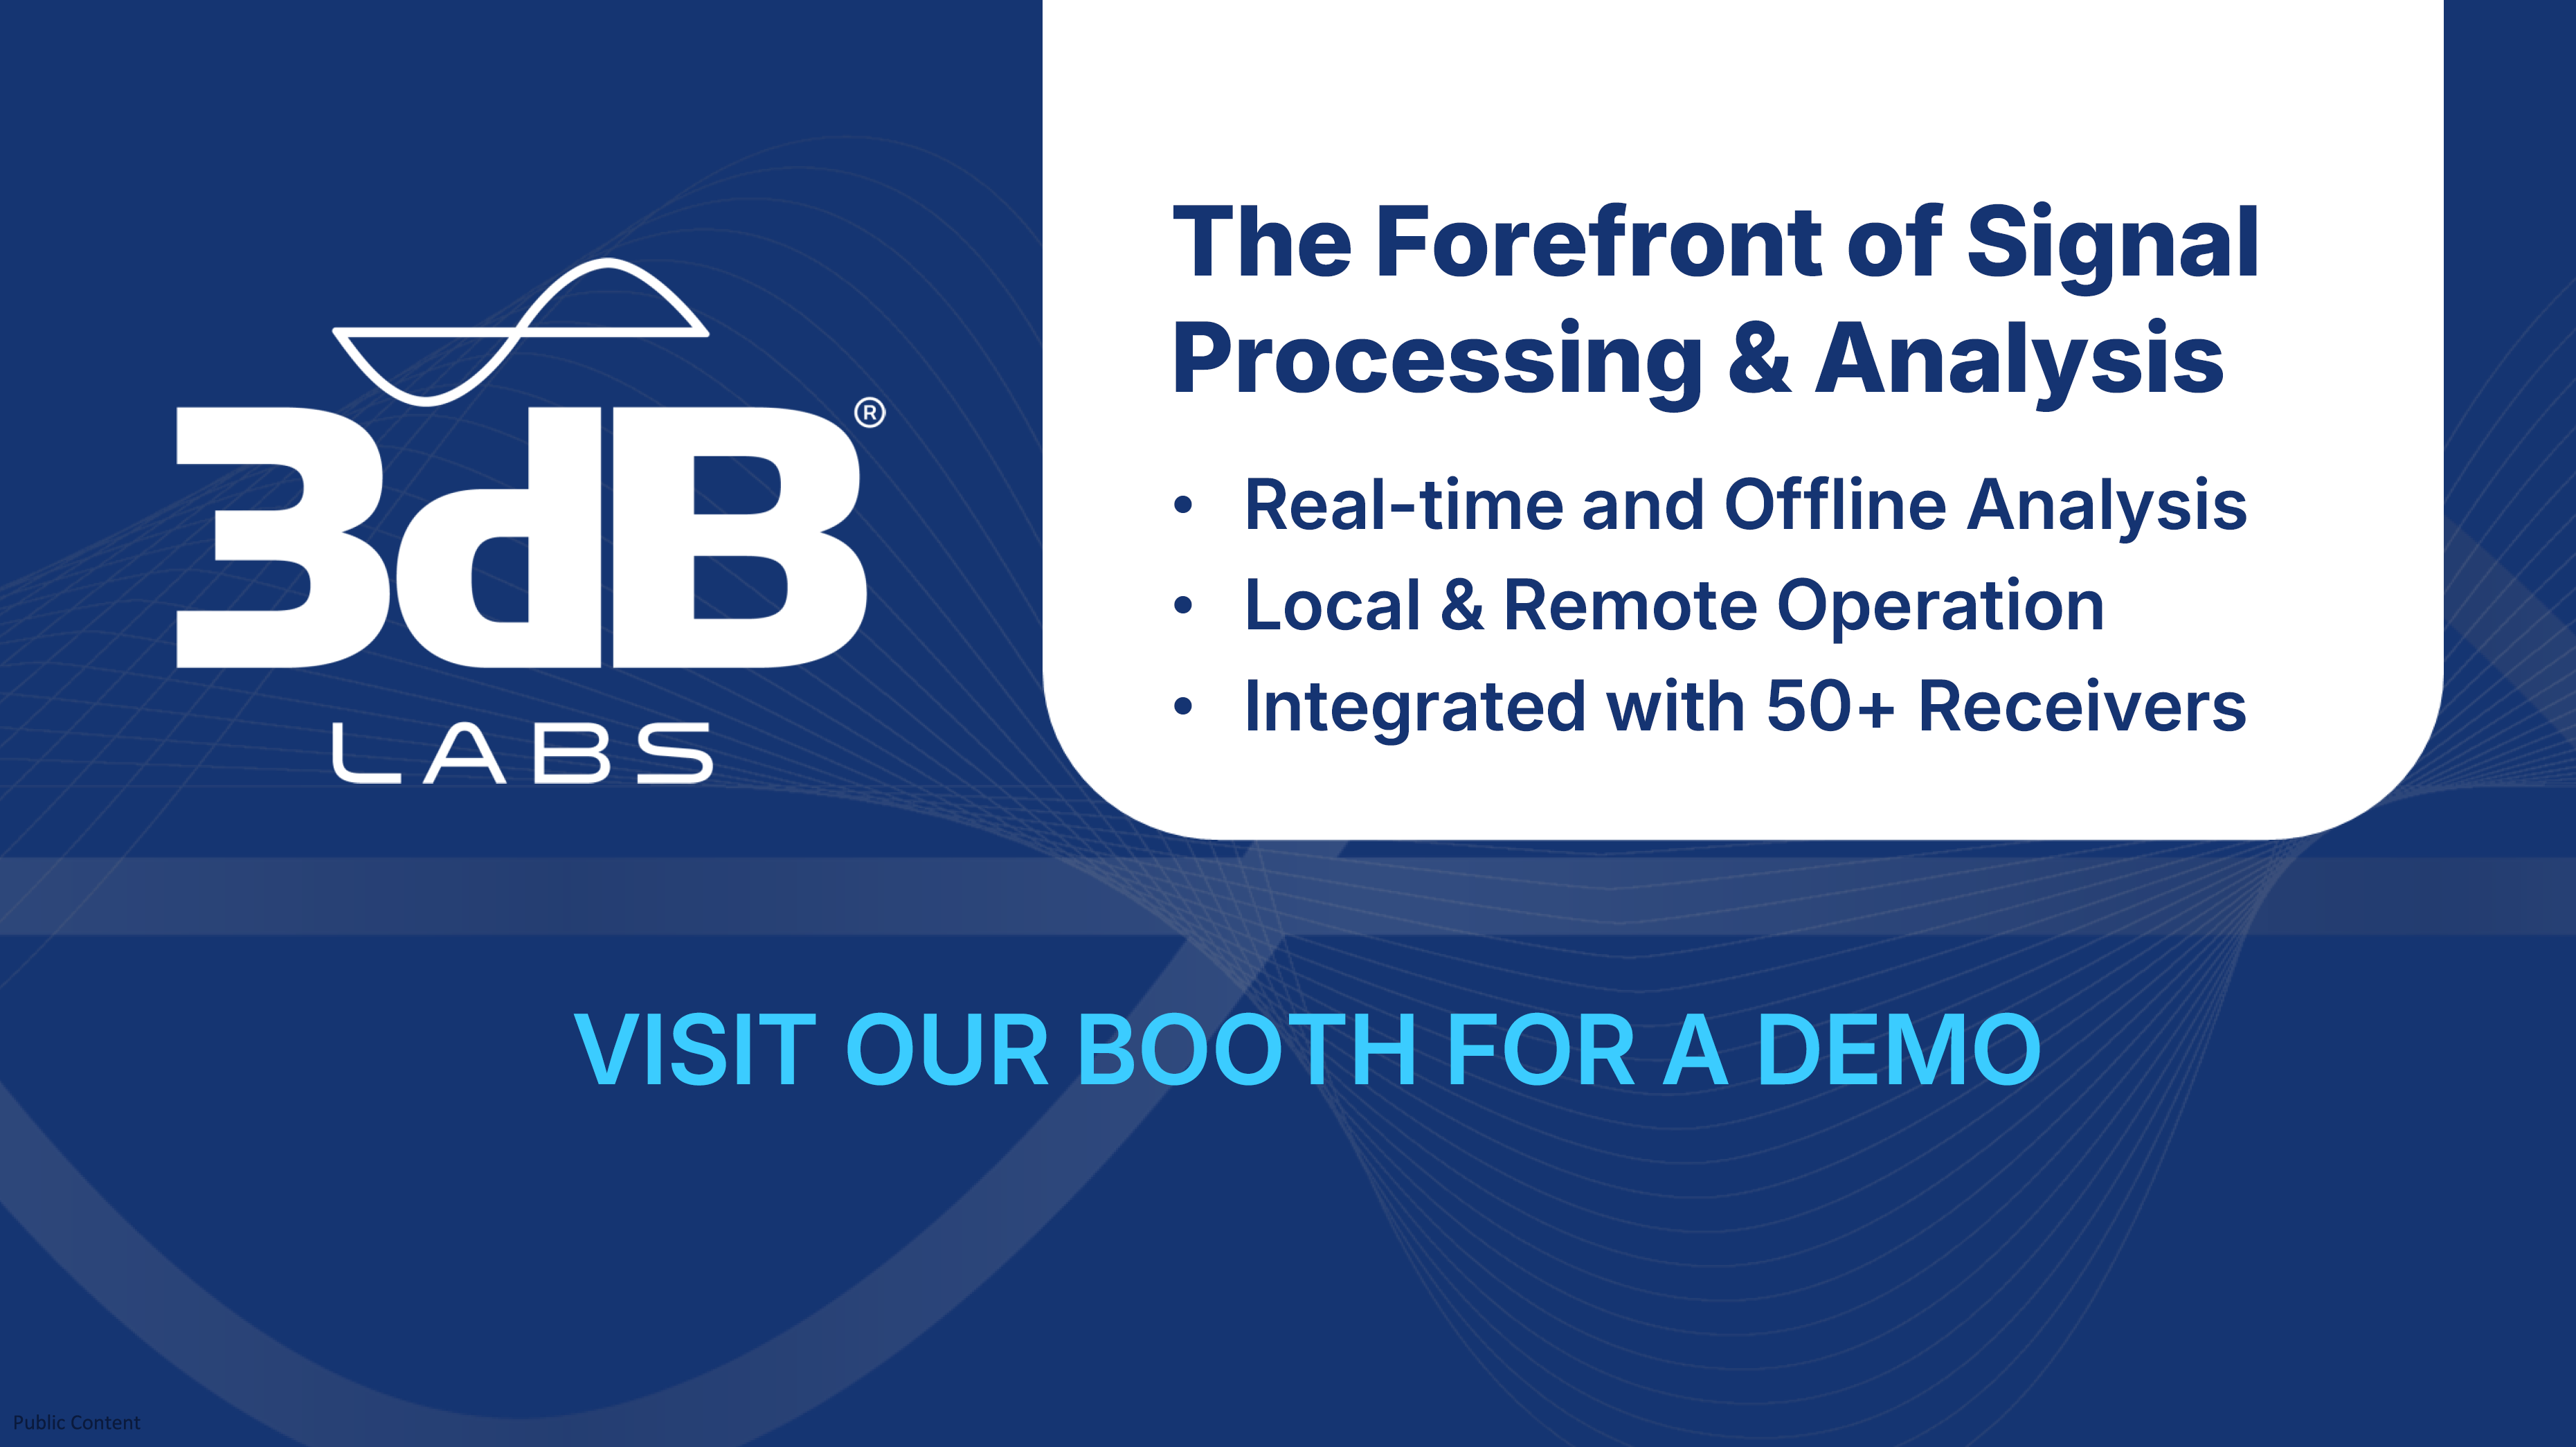 3dB®
LABS
The Forefront of Signal
Processing & Analysis
• Real-time and Offline Analysis
• Local & Remote Operation
• Integrated with 50+ Receivers
VISIT OUR BOOTH FOR A DEMO
Public Content